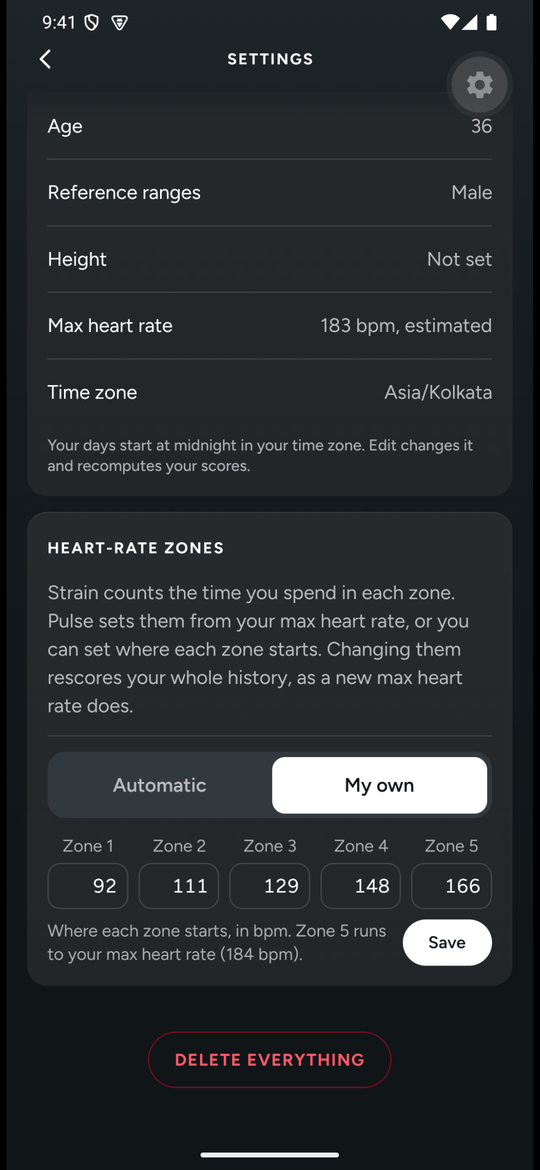 9:41
SETTINGS
Age 36
Reference ranges Male
Height Not set
Max heart rate 183 bpm, estimated
Time zone Asia/Kolkata
Your days start at midnight in your time zone. Edit changes it
and recomputes your scores.
HEART-RATE ZONES
Strain counts the time you spend in each zone.
Pulse sets them from your max heart rate, or you
can set where each zone starts. Changing them
rescores your whole history, as a new max heart
rate does.
Automatic My own
Zone 1 Zone 2 Zone 3 Zone 4 Zone 5
92 111 129 148 166
Where each zone starts, in bpm. Zone 5 runs
to your max heart rate (184 bpm).
Save
DELETE EVERYTHING